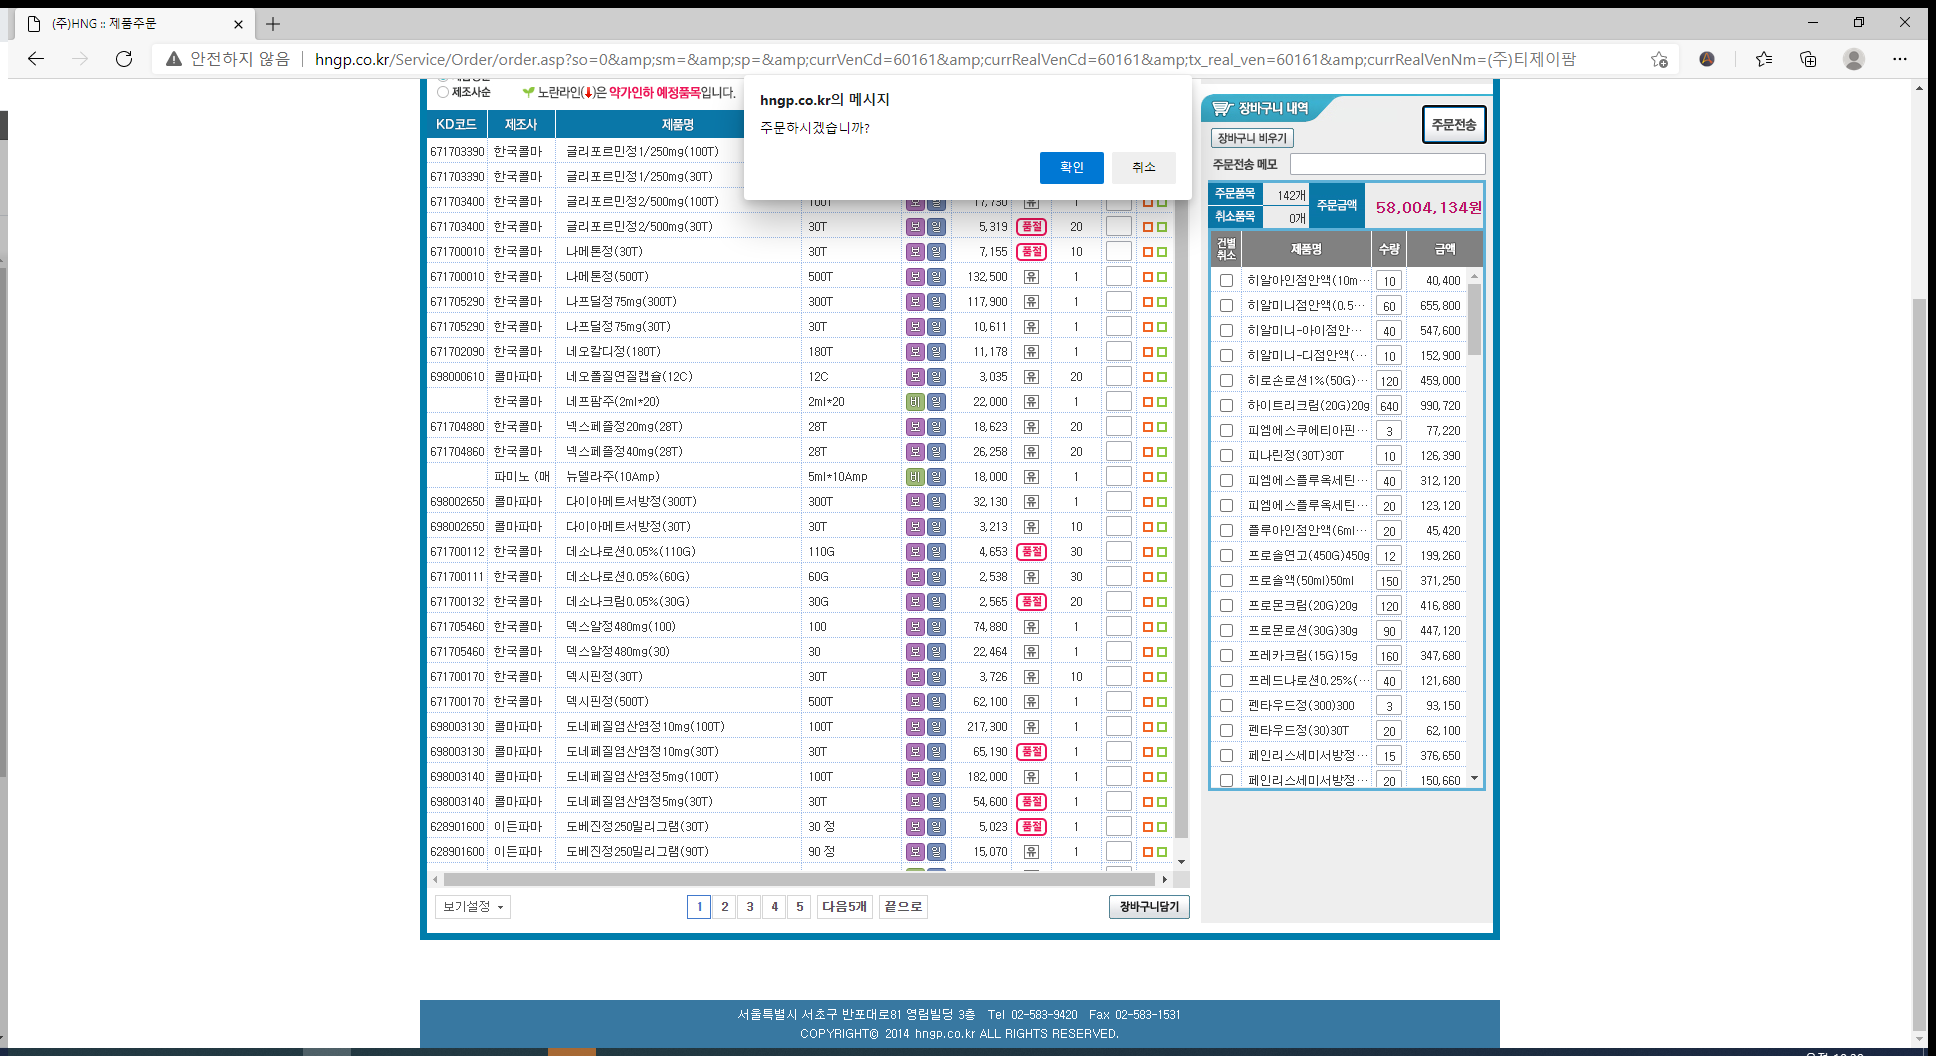 (주)HNG :: 제품주문
안전하지 않음 hngp.co.kr/Service/Order/order.asp?so=0&amp;sm=&amp;sp=&amp;currVenCd=60161&amp;currRealVenCd=60161&amp;tx_real_ven=60161&amp;currRealVenNm=(주)티제이팜
hngp.co.kr의 메시지
주문하시겠습니까?
확인 취소
제조사순 노란라인(↓)은 약가인하 예정품목입니다.
KD코드 제조사 제품명
671703390 한국콜마 글리포르민정1/250mg(100T)
671703390 한국콜마 글리포르민정1/250mg(30T)
671703400 한국콜마 글리포르민정2/500mg(100T) 100T 보 일 17,730 유 1
671703400 한국콜마 글리포르민정2/500mg(30T) 30T 보 일 5,319 품절 20
671700010 한국콜마 나메톤정(30T) 30T 보 일 7,155 품절 10
671700010 한국콜마 나메톤정(500T) 500T 보 일 132,500 유 1
671705290 한국콜마 나프딜정75mg(300T) 300T 보 일 117,900 유 1
671705290 한국콜마 나프딜정75mg(30T) 30T 보 일 10,611 유 1
671702090 한국콜마 네오칼디정(180T) 180T 보 일 11,178 유 1
698000610 콜마파마 네오폴질연질캡슐(12C) 12C 보 일 3,035 유 20
한국콜마 네프팜주(2ml*20) 2ml*20 비 일 22,000 유 1
671704880 한국콜마 넥스페졸정20mg(28T) 28T 보 일 18,623 유 20
671704860 한국콜마 넥스페졸정40mg(28T) 28T 보 일 26,258 유 20
파미노 (매 뉴델라주(10Amp) 5ml*10Amp 비 일 18,000 유 1
698002650 콜마파마 다이아메트서방정(300T) 300T 보 일 32,130 유 1
698002650 콜마파마 다이아메트서방정(30T) 30T 보 일 3,213 유 10
671700112 한국콜마 데소나로션0.05%(110G) 110G 보 일 4,653 품절 30
671700111 한국콜마 데소나로션0.05%(60G) 60G 보 일 2,538 유 30
671700132 한국콜마 데소나크림0.05%(30G) 30G 보 일 2,565 품절 20
671705460 한국콜마 덱스알정480mg(100) 100 보 일 74,880 유 1
671705460 한국콜마 덱스알정480mg(30) 30 보 일 22,464 유 1
671700170 한국콜마 덱시핀정(30T) 30T 보 일 3,726 유 10
671700170 한국콜마 덱시핀정(500T) 500T 보 일 62,100 유 1
698003130 콜마파마 도네페질염산염정10mg(100T) 100T 보 일 217,300 유 1
698003130 콜마파마 도네페질염산염정10mg(30T) 30T 보 일 65,190 품절 1
698003140 콜마파마 도네페질염산염정5mg(100T) 100T 보 일 182,000 유 1
698003140 콜마파마 도네페질염산염정5mg(30T) 30T 보 일 54,600 품절 1
628901600 이든파마 도베진정250밀리그램(30T) 30 정 보 일 5,023 품절 1
628901600 이든파마 도베진정250밀리그램(90T) 90 정 보 일 15,070 유 1
보기설정 1 2 3 4 5 다음5개 끝으로 장바구니담기
장바구니 내역
주문전송
장바구니 비우기
주문전송 메모
주문품목 142개 주문금액 58,004,134원
취소품목 0개
건별취소 제품명 수량 금액
히알아인점안액(10m··· 10 40,400
히알미니점안액(0.5··· 60 655,800
히알미니-아이점안··· 40 547,600
히알미니-디점안액(··· 10 152,900
히로손로션1%(50G)··· 120 459,000
하이트리크림(20G)20g 640 990,720
피엠에스쿠에티아핀··· 3 77,220
피나린정(30T)30T 10 126,390
피엠에스플루옥세틴··· 40 312,120
피엠에스플루옥세틴··· 20 123,120
플루아인점안액(6ml··· 20 45,420
프로솔연고(450G)450g 12 199,260
프로솔액(50ml)50ml 150 371,250
프로몬크림(20G)20g 120 416,880
프로몬로션(30G)30g 90 447,120
프레카크림(15G)15g 160 347,680
프레드나로션0.25%(··· 40 121,680
펜타우드정(300)300 3 93,150
펜타우드정(30)30T 20 62,100
페인리스세미서방정··· 15 376,650
페인리스세미서방정··· 20 150,660
서울특별시 서초구 반포대로81 영림빌딩 3층 Tel 02-583-9420 Fax 02-583-1531
COPYRIGHT© 2014 hngp.co.kr ALL RIGHTS RESERVED.